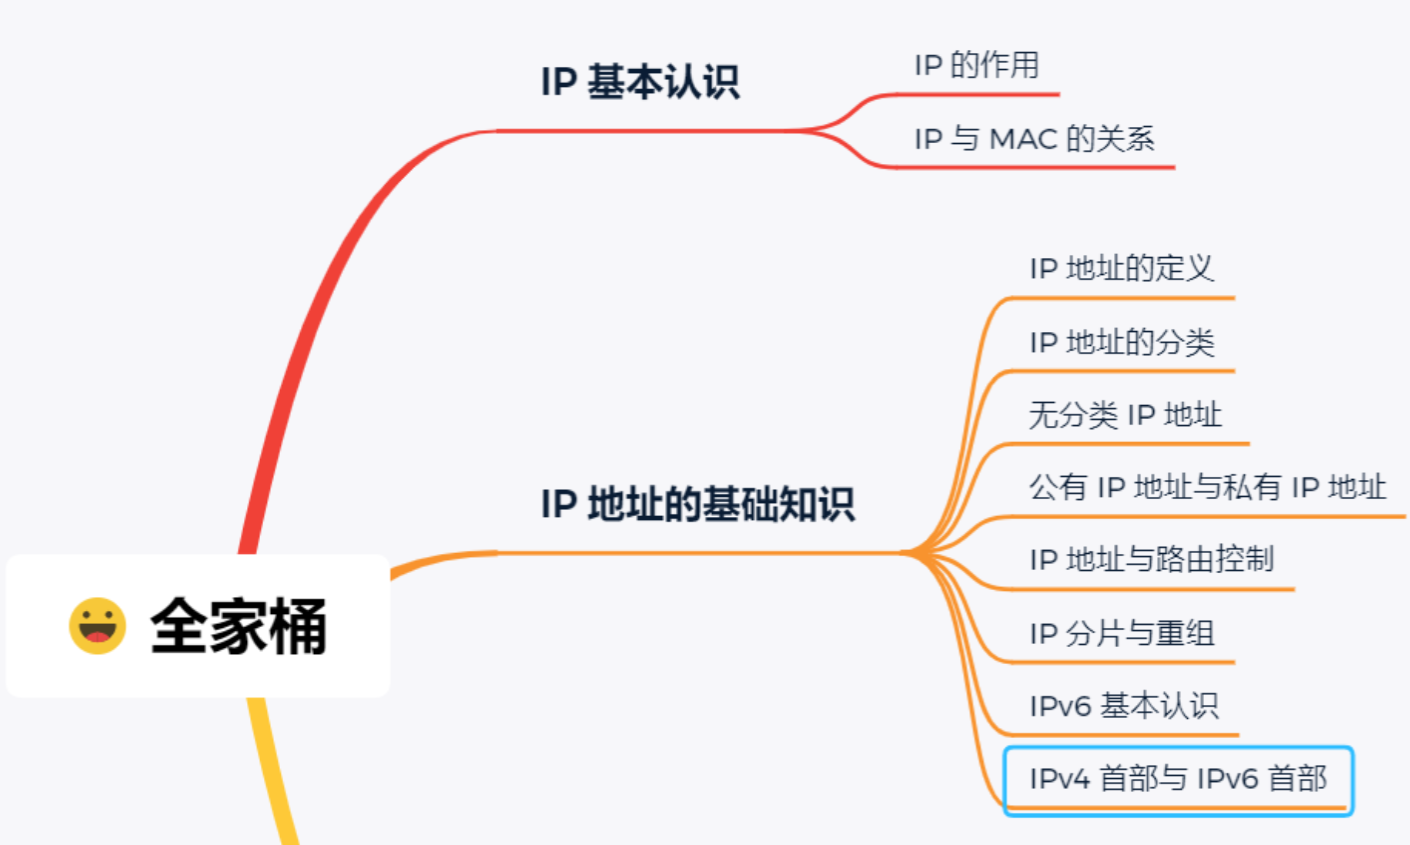 IP 基本认识
IP 的作用
IP 与 MAC 的关系
IP 地址的基础知识
IP 地址的定义
IP 地址的分类
无分类 IP 地址
公有 IP 地址与私有 IP 地址
IP 地址与路由控制
IP 分片与重组
IPv6 基本认识
IPv4 首部与 IPv6 首部
全家桶